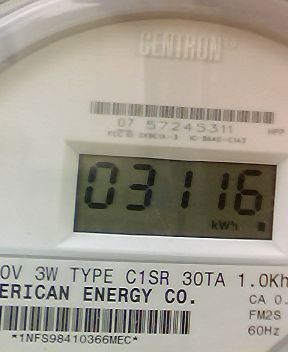 CENTRON
07 57245311 HPP
03116
kWh
0V 3W TYPE C1SR 30TA 1.0Kh
ERICAN ENERGY CO. CA 0.
FM2S
60Hz
*1NFS98410366MEC*